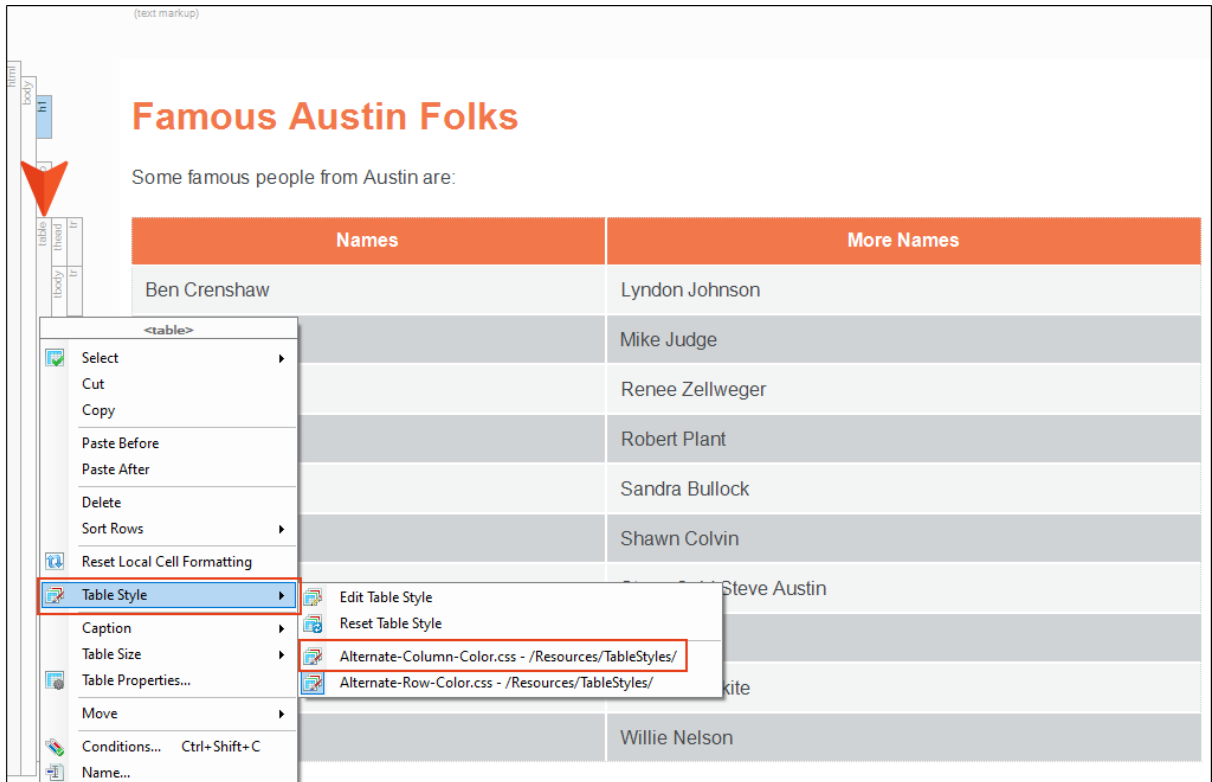 (text markup)
html
body
h1
Famous Austin Folks
Some famous people from Austin are:
table
thead
tr
Names More Names
tbody
tr
Ben Crenshaw Lyndon Johnson
Mike Judge
Renee Zellweger
Robert Plant
Sandra Bullock
Shawn Colvin
Steve Austin
kite
Willie Nelson
<table>
Select
Cut
Copy
Paste Before
Paste After
Delete
Sort Rows
Reset Local Cell Formatting
Table Style
Caption
Table Size
Table Properties...
Move
Conditions... Ctrl+Shift+C
Name...
Edit Table Style
Reset Table Style
Alternate-Column-Color.css - /Resources/TableStyles/
Alternate-Row-Color.css - /Resources/TableStyles/